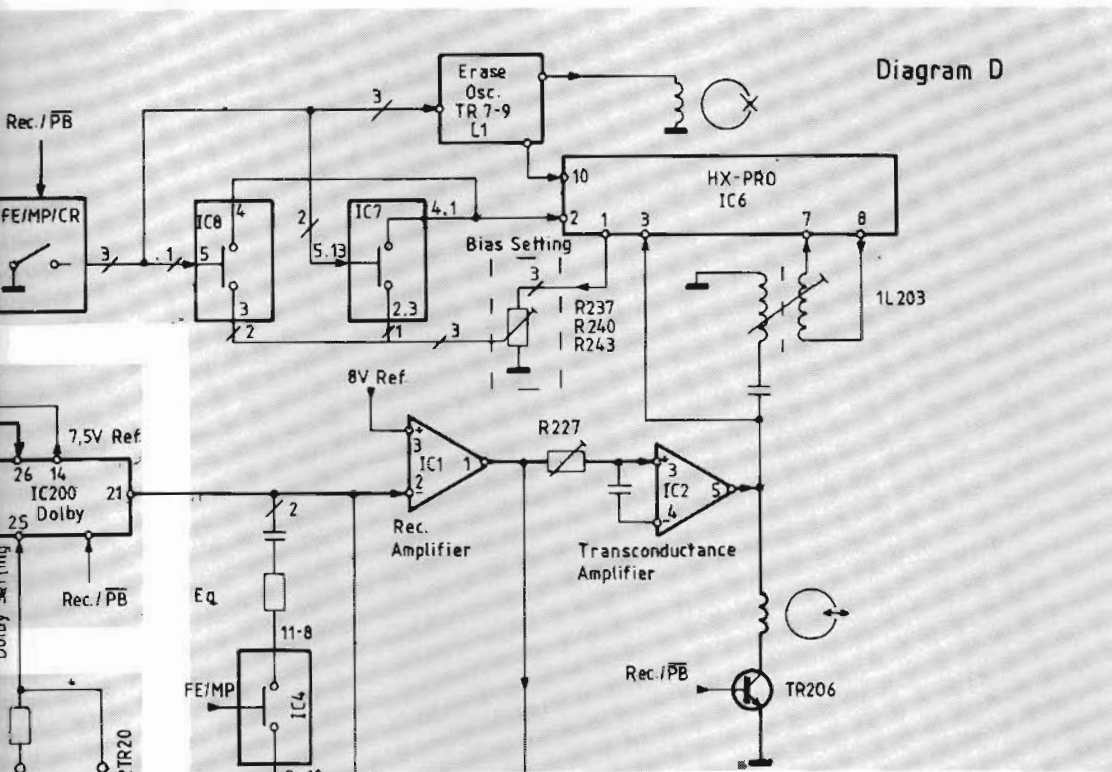 Diagram D
Erase
Osc.
TR 7-9
L1
3
Rec./PB
FE/MP/CR
3
1
IC8
4
5
3
2
2
IC7
4.1
5.13
2.3
1
3
Bias Setting
3
R237
R240
R243
HX-PRO
IC6
10
2
1
3
7
8
1L203
8V Ref.
7,5V Ref.
26
14
IC200
Dolby
21
25
Rec./PB
Dolby
2
Eq
11-8
FE/MP
IC4
+
3
IC1
1
2
-
Rec.
Amplifier
R227
+
3
IC2
5
-4
Transconductance
Amplifier
Rec./PB
TR206
TR20